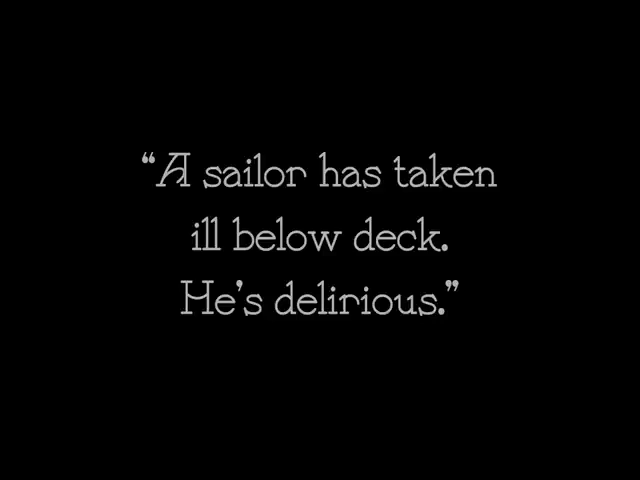 “A sailor has taken
ill below deck.
He’s delirious.”